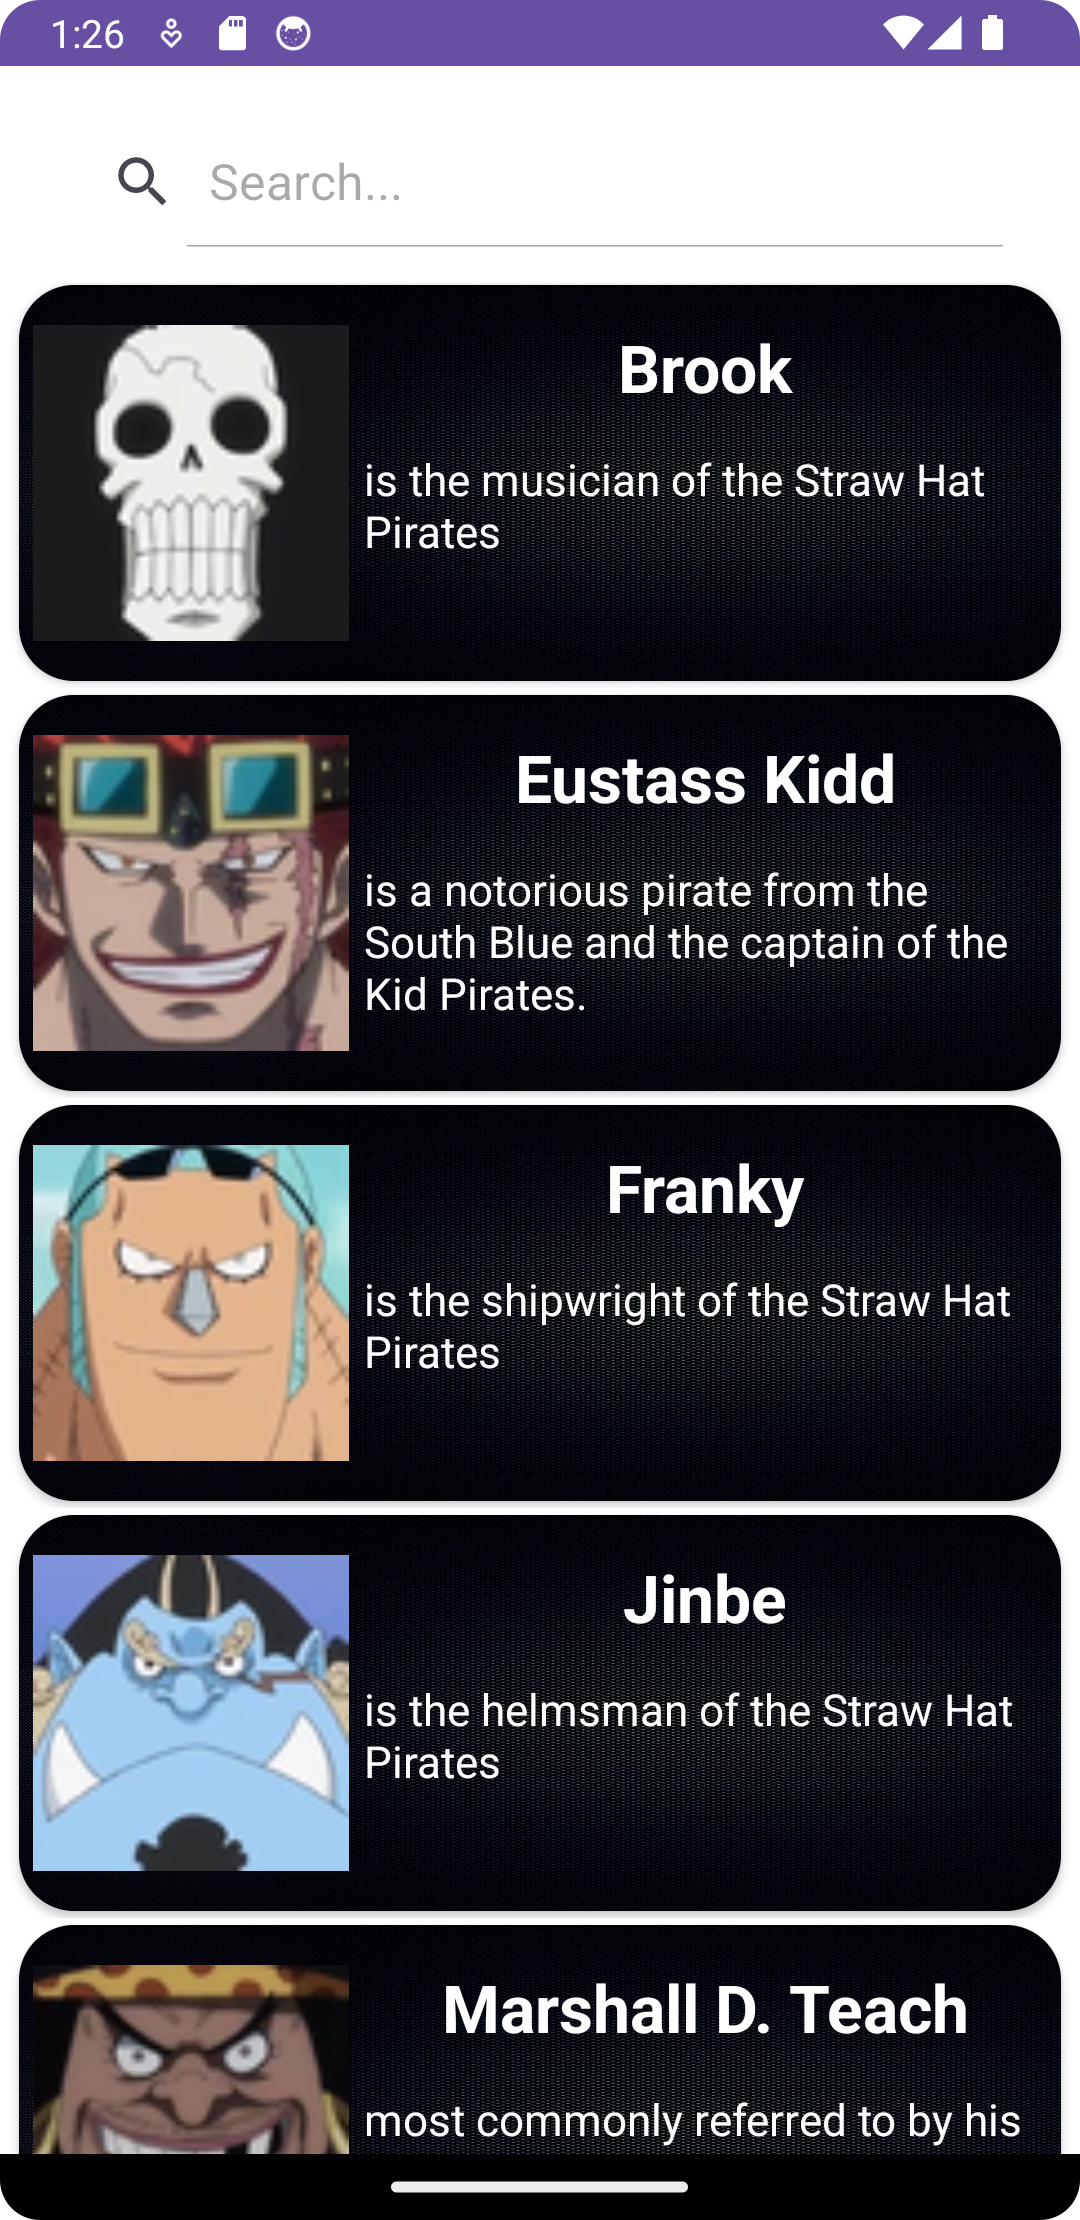 1:26
Search...
Brook
is the musician of the Straw Hat
Pirates
Eustass Kidd
is a notorious pirate from the
South Blue and the captain of the
Kid Pirates.
Franky
is the shipwright of the Straw Hat
Pirates
Jinbe
is the helmsman of the Straw Hat
Pirates
Marshall D. Teach
most commonly referred to by his